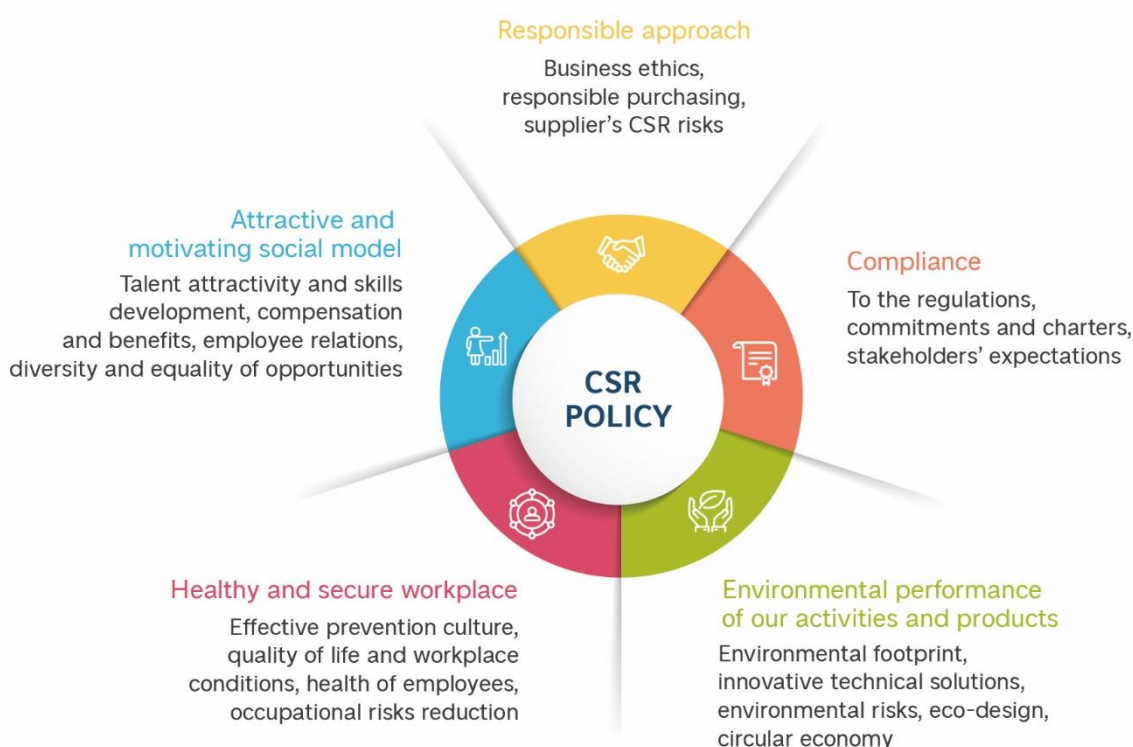 Responsible approach
Business ethics,
responsible purchasing,
supplier's CSR risks
Attractive and
motivating social model
Talent attractivity and skills
development, compensation
and benefits, employee relations,
diversity and equality of opportunities
Compliance
To the regulations,
commitments and charters,
stakeholders' expectations
CSR
POLICY
Healthy and secure workplace
Effective prevention culture,
quality of life and workplace
conditions, health of employees,
occupational risks reduction
Environmental performance
of our activities and products
Environmental footprint,
innovative technical solutions,
environmental risks, eco-design,
circular economy